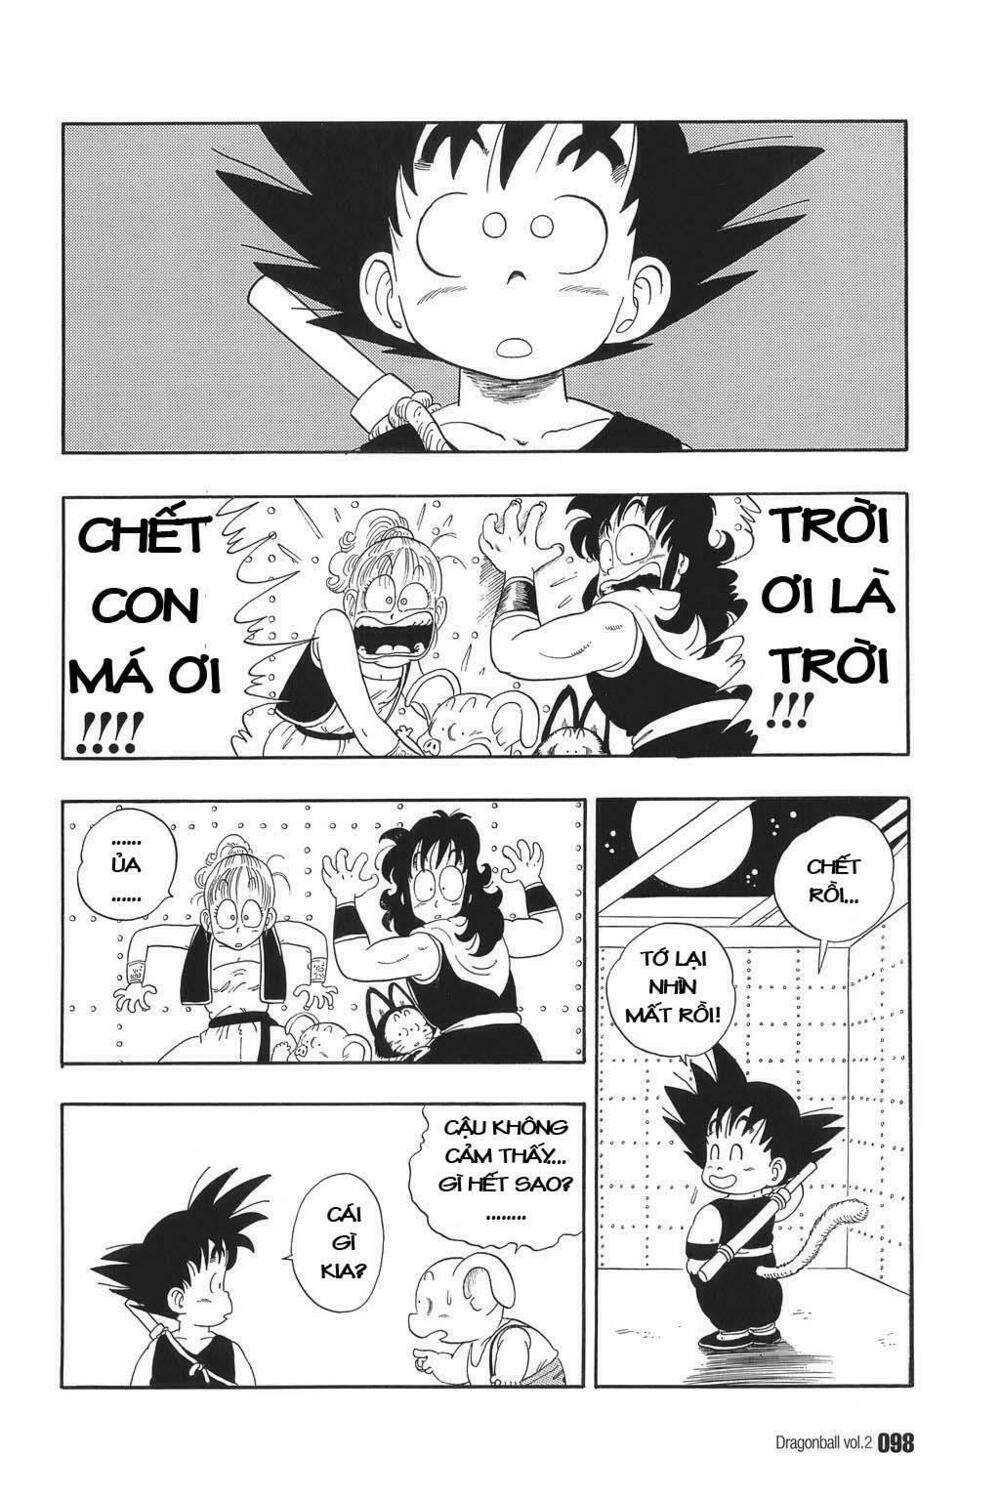 CHẾT
CON
MÁ ƠI
!!!!
TRỜI
ƠI LÀ
TRỜI
!!!
......
ỦA
......
CHẾT
RỒI...
TỚ LẠI
NHÌN
MẤT RỒI!
CẬU KHÔNG
CẢM THẤY...
GÌ HẾT SAO?
........
CÁI
GÌ
KIA?
Dragonball vol.2 098